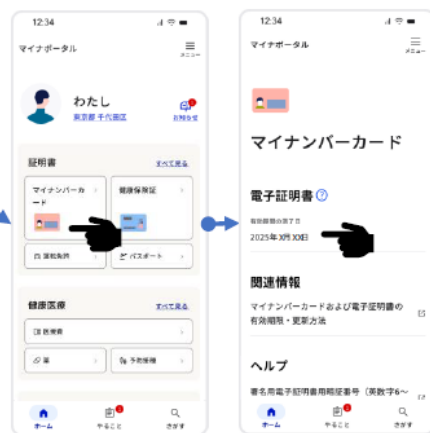 12:34
マイナポータル
メニュー
わたし
東京都 千代田区
お知らせ
証明書
すべて見る
マイナンバーカ
ード
健康保険証
運転免許
パスポート
健康医療
すべて見る
医療費
薬
予防接種
ホーム
やること
さがす
12:34
マイナポータル
メニュー
マイナンバーカード
電子証明書
有効期間の満了日
2025年X月XX日
関連情報
マイナンバーカードおよび電子証明書の
有効期限・更新方法
ヘルプ
署名用電子証明書用暗証番号（英数字6〜
ホーム
やること
さがす